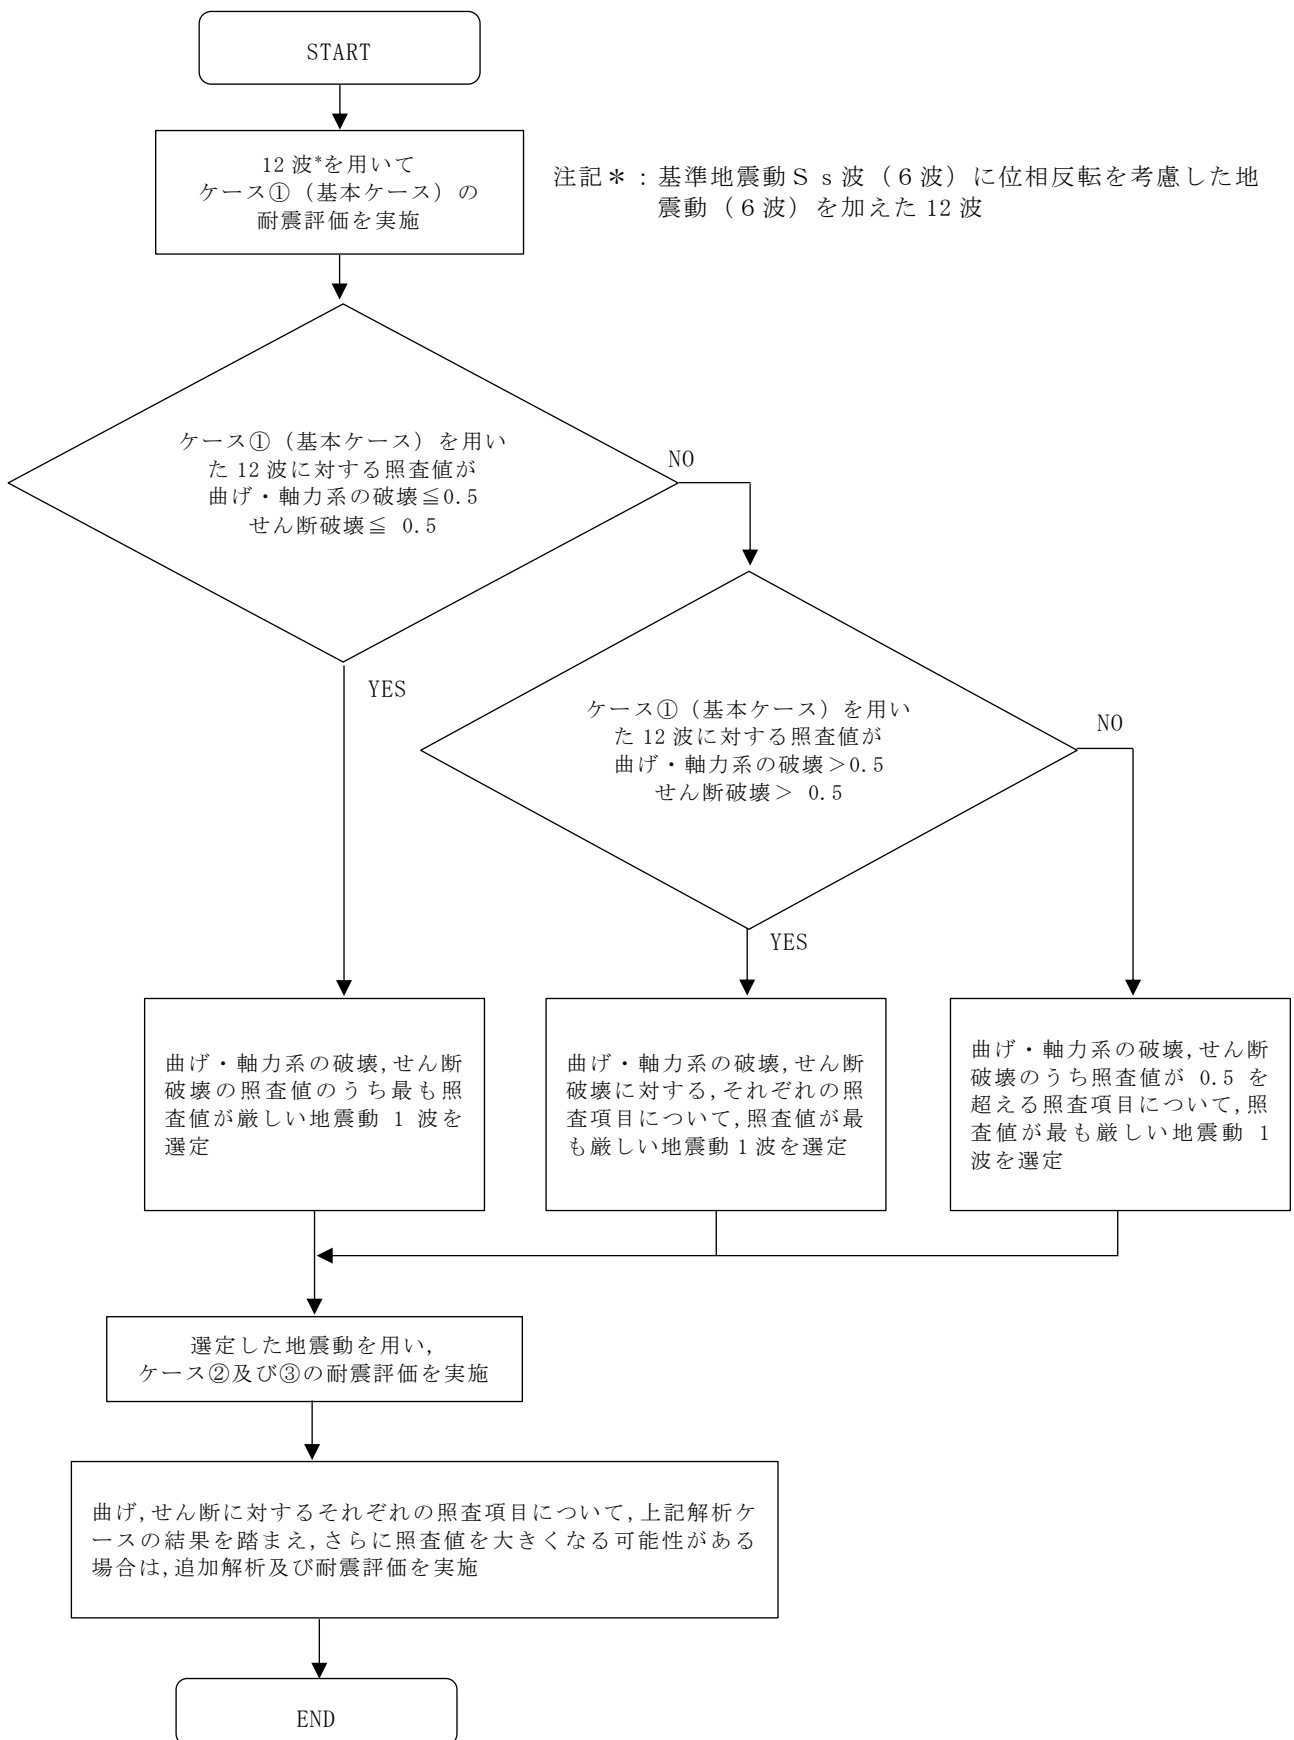 START
12 波*を用いて
ケース①（基本ケース）の
耐震評価を実施
注記＊：基準地震動Ｓｓ波（６波）に位相反転を考慮した地
震動（６波）を加えた 12 波
ケース①（基本ケース）を用い
た 12 波に対する照査値が
曲げ・軸力系の破壊≦0.5
せん断破壊≦ 0.5
NO
YES
ケース①（基本ケース）を用い
た 12 波に対する照査値が
曲げ・軸力系の破壊＞0.5
せん断破壊＞ 0.5
NO
YES
曲げ・軸力系の破壊,せん断
破壊の照査値のうち最も照
査値が厳しい地震動 1 波を
選定
曲げ・軸力系の破壊,せん断
破壊に対する,それぞれの照
査項目について,照査値が最
も厳しい地震動 1 波を選定
曲げ・軸力系の破壊,せん断
破壊のうち照査値が 0.5 を
超える照査項目について,照
査値が最も厳しい地震動 1
波を選定
選定した地震動を用い,
ケース②及び③の耐震評価を実施
曲げ,せん断に対するそれぞれの照査項目について,上記解析ケ
ースの結果を踏まえ,さらに照査値を大きくなる可能性がある
場合は,追加解析及び耐震評価を実施
END